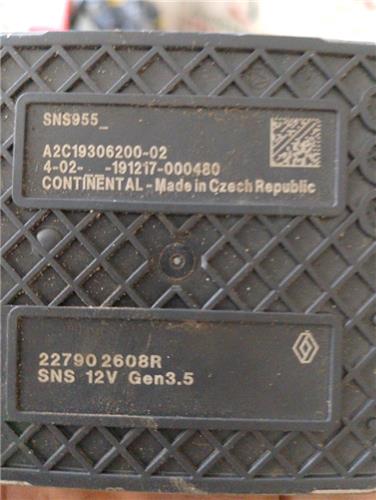 SNS955_
A2C19306200-02
4-02-_ _-191217-000480
CONTINENTAL - Made in Czech Republic
22790 2608R
SNS 12V Gen3.5